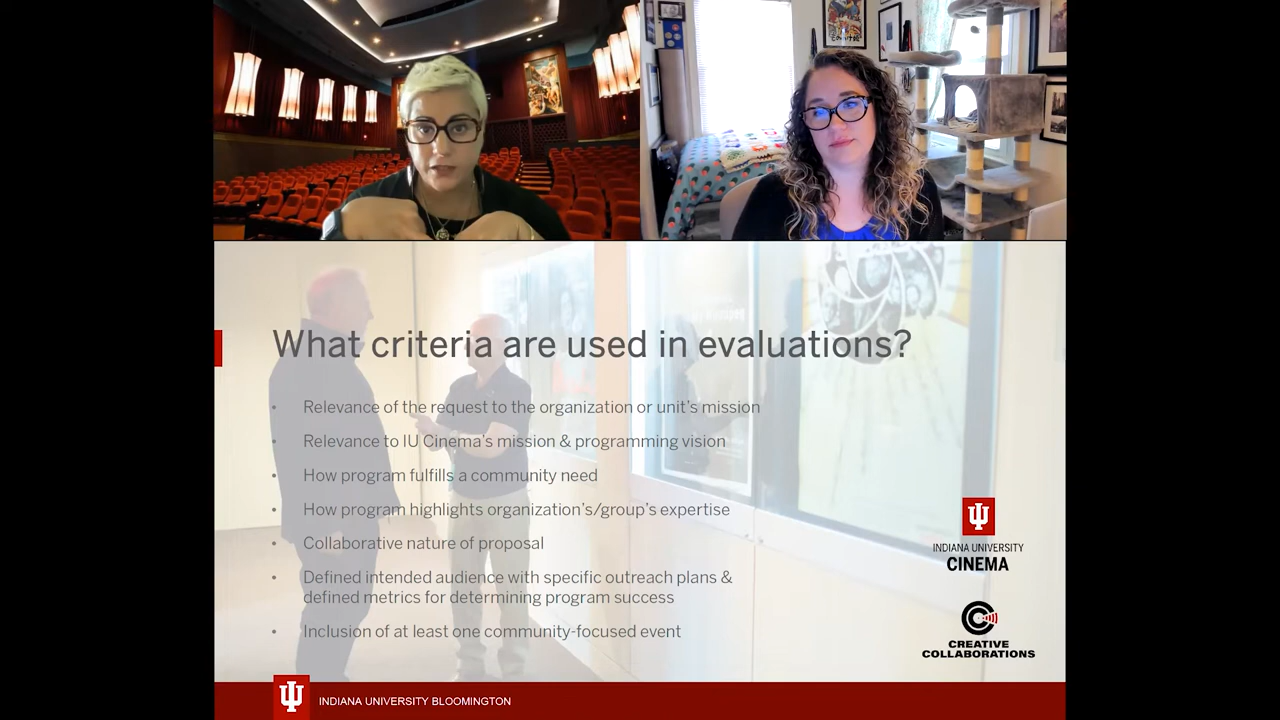 What criteria are used in evaluations?
• Relevance of the request to the organization or unit's mission
• Relevance to IU Cinema's mission & programming vision
• How program fulfills a community need
• How program highlights organization's/group's expertise
• Collaborative nature of proposal
• Defined intended audience with specific outreach plans &
defined metrics for determining program success
• Inclusion of at least one community-focused event
INDIANA UNIVERSITY
CINEMA
CREATIVE
COLLABORATIONS
INDIANA UNIVERSITY BLOOMINGTON